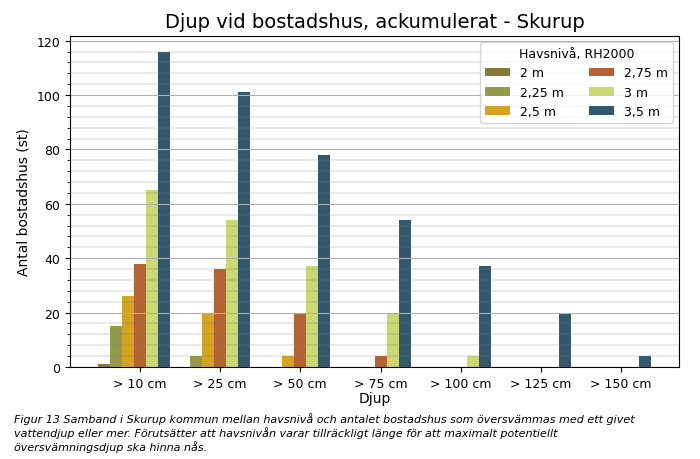 Djup vid bostadshus, ackumulerat - Skurup
Havsnivå, RH2000
2 m
2,25 m
2,5 m
2,75 m
3 m
3,5 m
Antal bostadshus (st)
120
100
80
60
40
20
0
> 10 cm
> 25 cm
> 50 cm
> 75 cm
> 100 cm
> 125 cm
> 150 cm
Djup
Figur 13 Samband i Skurup kommun mellan havsnivå och antalet bostadshus som översvämmas med ett givet
vattendjup eller mer. Förutsätter att havsnivån varar tillräckligt länge för att maximalt potentiellt
översvämningsdjup ska hinna nås.